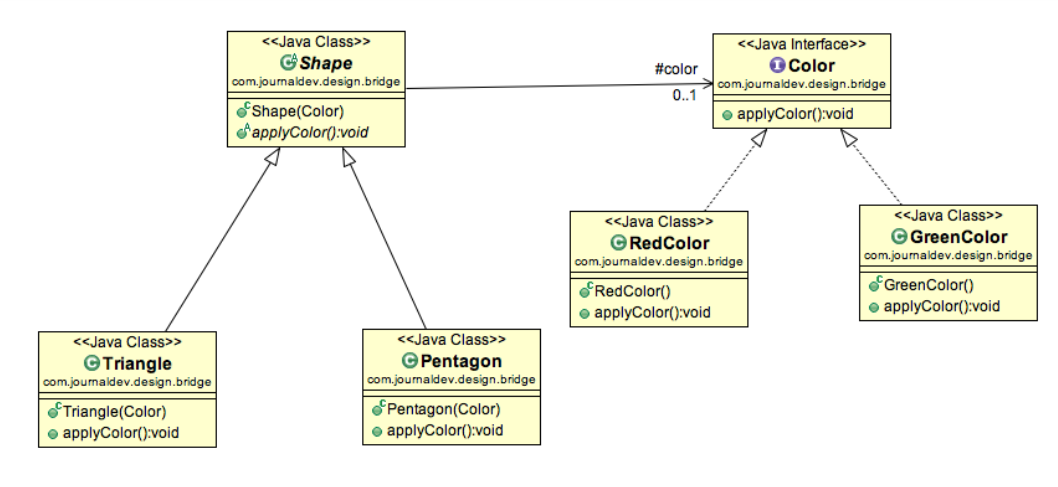 <<Java Class>>
Shape
com.journaldev.design.bridge
Shape(Color)
applyColor():void
#color
0..1
<<Java Interface>>
Color
com.journaldev.design.bridge
applyColor():void
<<Java Class>>
RedColor
com.journaldev.design.bridge
RedColor()
applyColor():void
<<Java Class>>
GreenColor
com.journaldev.design.bridge
GreenColor()
applyColor():void
<<Java Class>>
Triangle
com.journaldev.design.bridge
Triangle(Color)
applyColor():void
<<Java Class>>
Pentagon
com.journaldev.design.bridge
Pentagon(Color)
applyColor():void